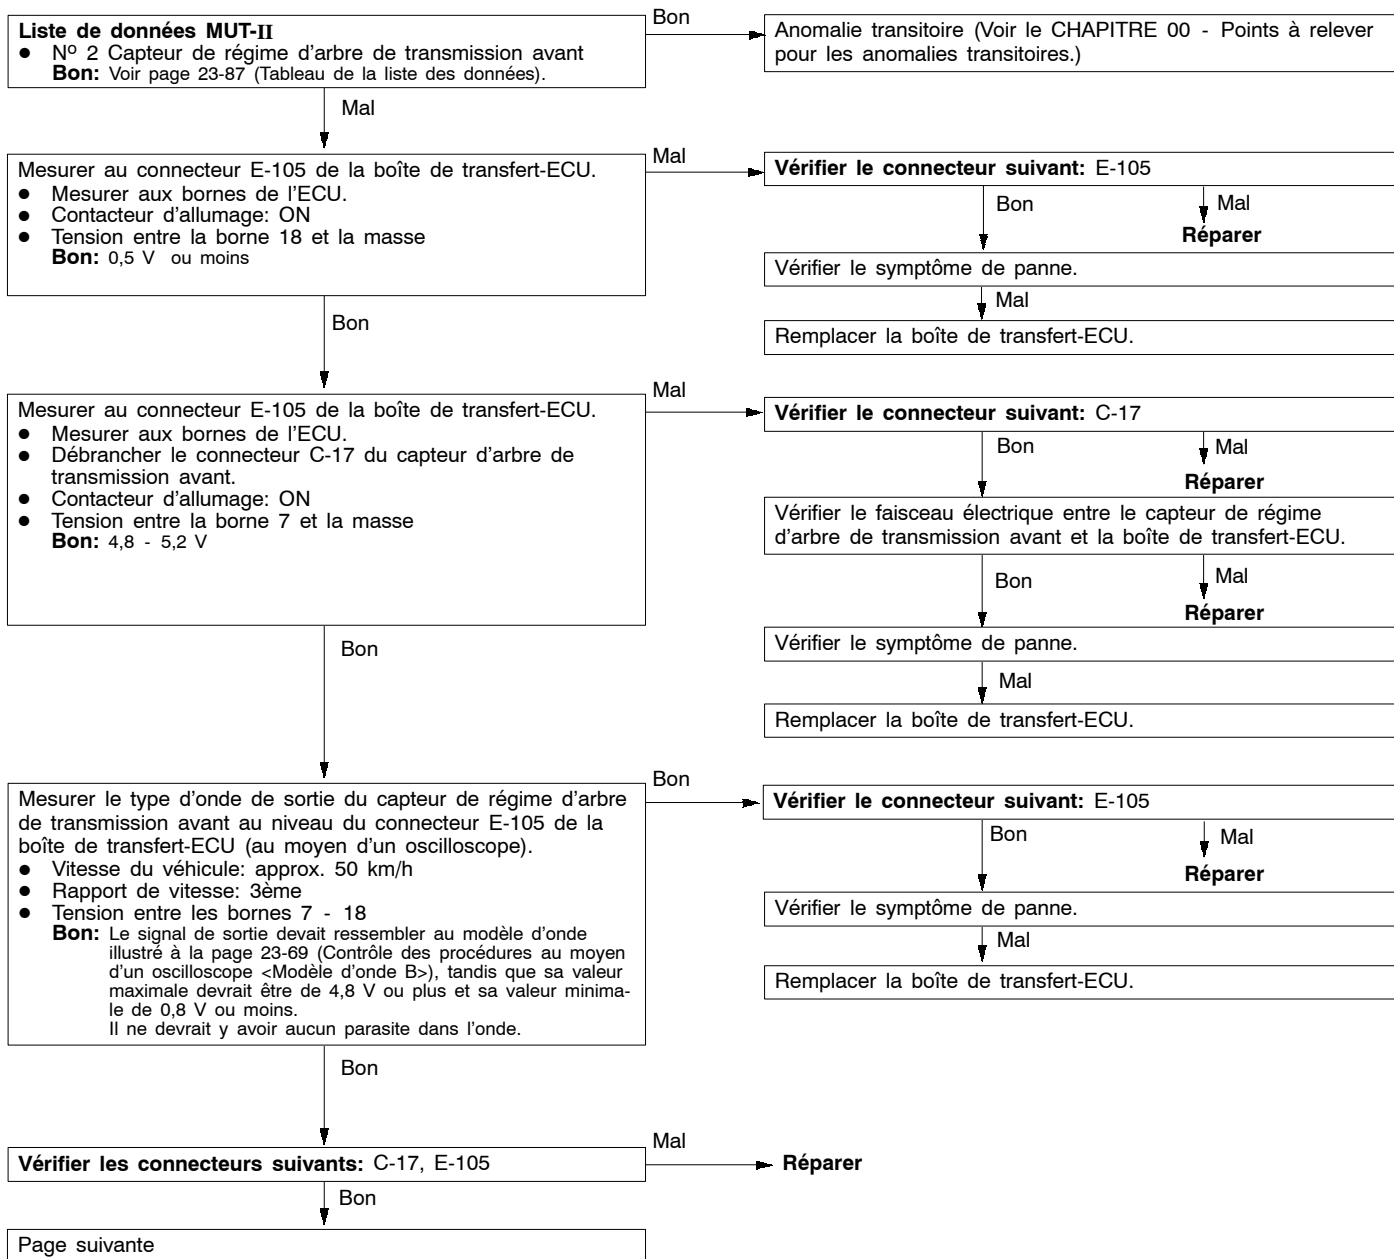 Liste de données MUT-II
● Nº 2 Capteur de régime d'arbre de transmission avant
Bon: Voir page 23-87 (Tableau de la liste des données).
Bon
Anomalie transitoire (Voir le CHAPITRE 00 - Points à relever
pour les anomalies transitoires.)
Mal
Mesurer au connecteur E-105 de la boîte de transfert-ECU.
● Mesurer aux bornes de l'ECU.
● Contacteur d'allumage: ON
● Tension entre la borne 18 et la masse
Bon: 0,5 V ou moins
Mal
Vérifier le connecteur suivant: E-105
Bon
Mal
Réparer
Vérifier le symptôme de panne.
Mal
Remplacer la boîte de transfert-ECU.
Bon
Mesurer au connecteur E-105 de la boîte de transfert-ECU.
● Mesurer aux bornes de l'ECU.
● Débrancher le connecteur C-17 du capteur d'arbre de
transmission avant.
● Contacteur d'allumage: ON
● Tension entre la borne 7 et la masse
Bon: 4,8 - 5,2 V
Mal
Vérifier le connecteur suivant: C-17
Bon
Mal
Réparer
Vérifier le faisceau électrique entre le capteur de régime
d'arbre de transmission avant et la boîte de transfert-ECU.
Bon
Mal
Réparer
Vérifier le symptôme de panne.
Mal
Remplacer la boîte de transfert-ECU.
Bon
Mesurer le type d'onde de sortie du capteur de régime d'arbre
de transmission avant au niveau du connecteur E-105 de la
boîte de transfert-ECU (au moyen d'un oscilloscope).
● Vitesse du véhicule: approx. 50 km/h
● Rapport de vitesse: 3ème
● Tension entre les bornes 7 - 18
Bon: Le signal de sortie devait ressembler au modèle d'onde
illustré à la page 23-69 (Contrôle des procédures au moyen
d'un oscilloscope <Modèle d'onde B>), tandis que sa valeur
maximale devrait être de 4,8 V ou plus et sa valeur minima-
le de 0,8 V ou moins.
Il ne devrait y avoir aucun parasite dans l'onde.
Bon
Vérifier le connecteur suivant: E-105
Bon
Mal
Réparer
Vérifier le symptôme de panne.
Mal
Remplacer la boîte de transfert-ECU.
Bon
Vérifier les connecteurs suivants: C-17, E-105
Mal
Réparer
Bon
Page suivante